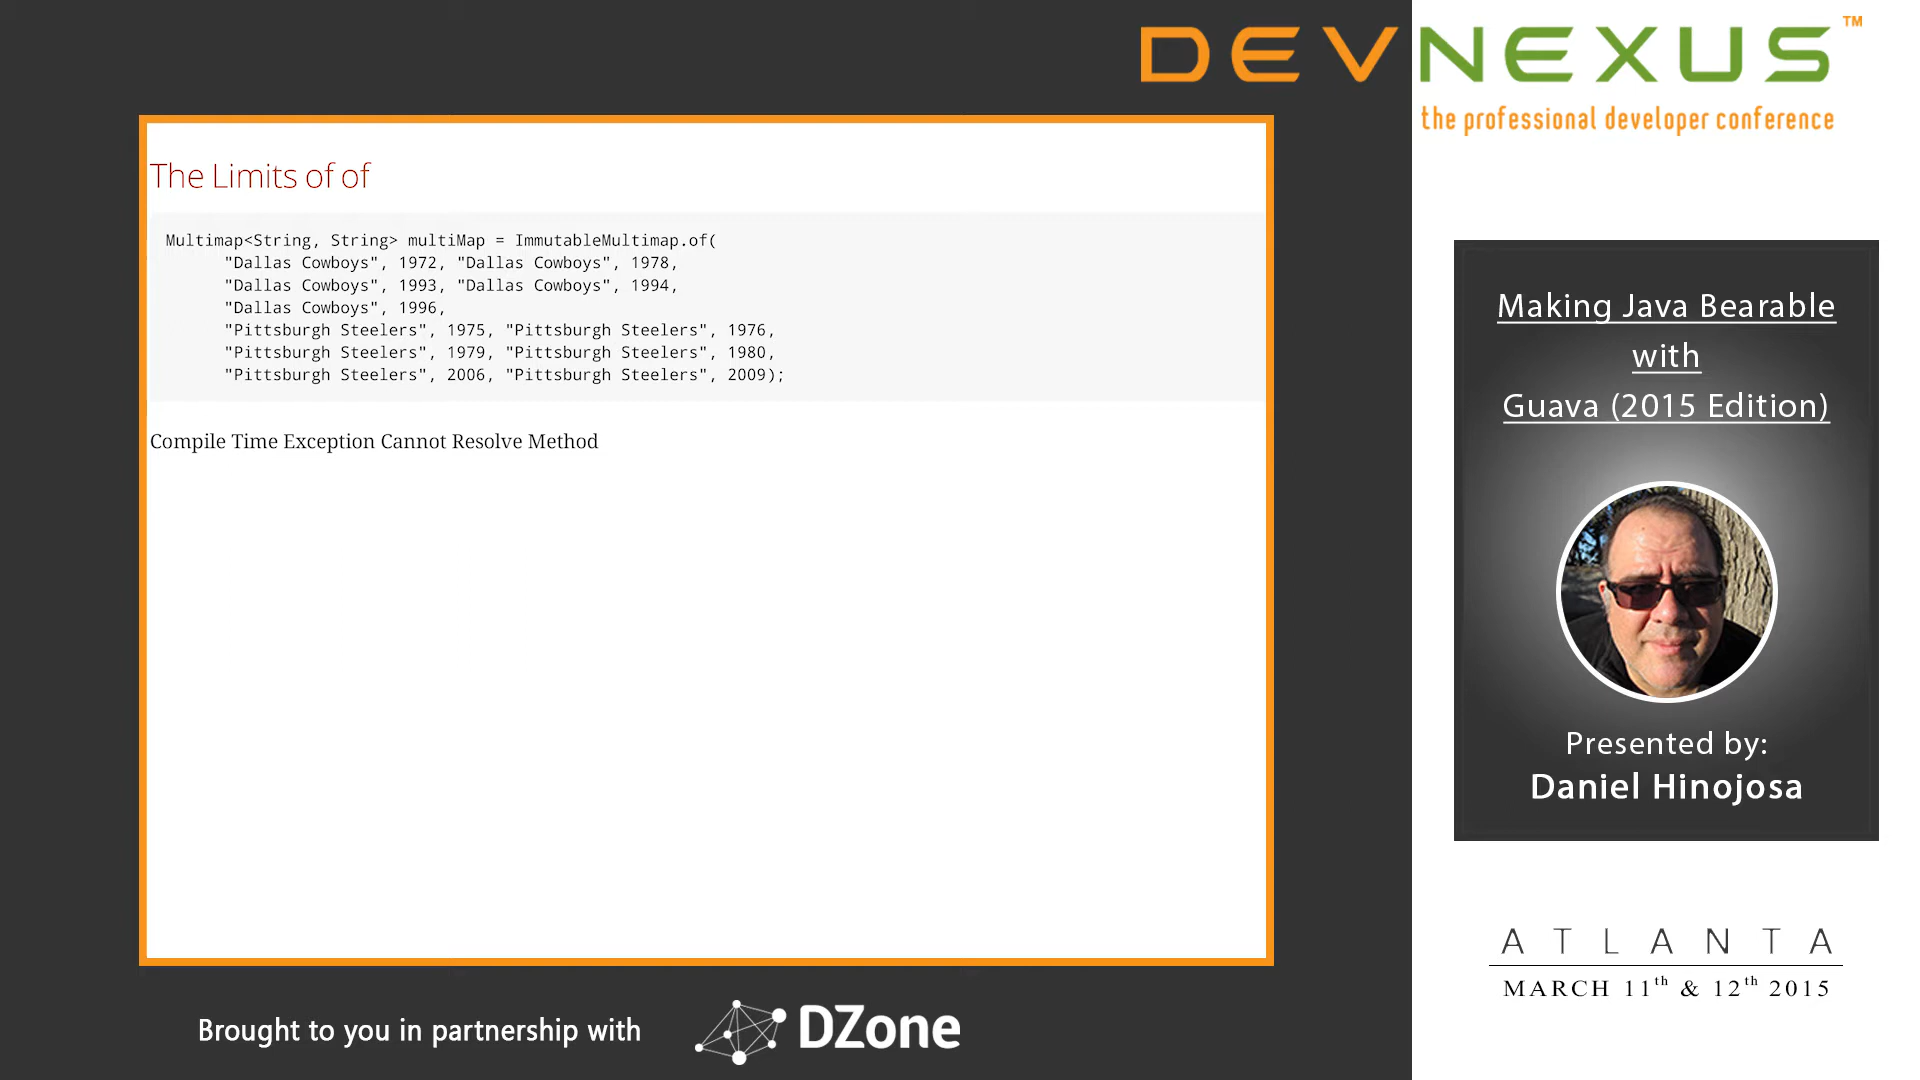 DEVNEXUS™
the professional developer conference
The Limits of of
Multimap<String, String> multiMap = ImmutableMultimap.of(
"Dallas Cowboys", 1972, "Dallas Cowboys", 1978,
"Dallas Cowboys", 1993, "Dallas Cowboys", 1994,
"Dallas Cowboys", 1996,
"Pittsburgh Steelers", 1975, "Pittsburgh Steelers", 1976,
"Pittsburgh Steelers", 1979, "Pittsburgh Steelers", 1980,
"Pittsburgh Steelers", 2006, "Pittsburgh Steelers", 2009);
Compile Time Exception Cannot Resolve Method
Making Java Bearable
with
Guava (2015 Edition)
Presented by:
Daniel Hinojosa
ATLANTA
MARCH 11th & 12th 2015
Brought to you in partnership with
DZone